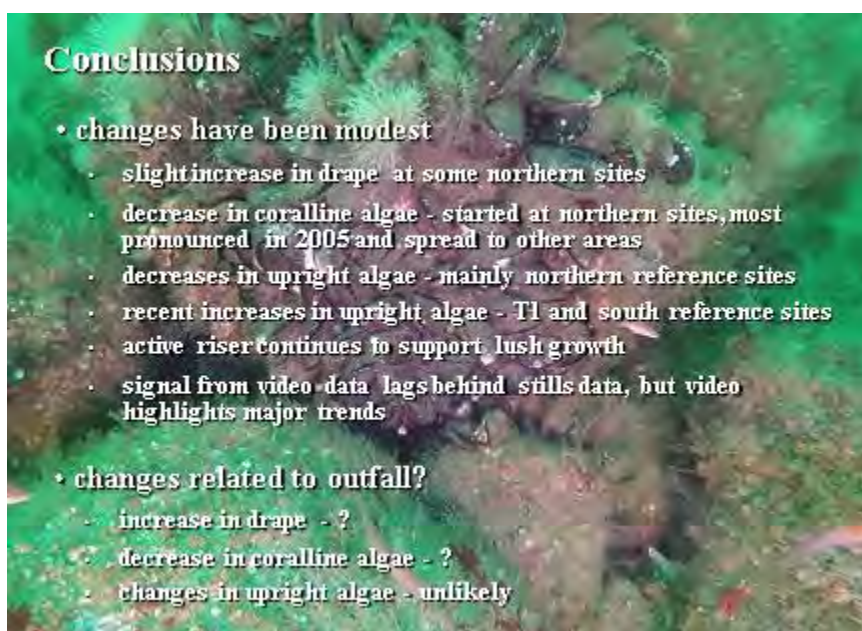 Conclusions
• changes have been modest
· slight increase in drape at some northern sites
· decrease in coralline algae - started at northern sites, most
pronounced in 2005 and spread to other areas
· decreases in upright algae - mainly northern reference sites
· recent increases in upright algae - T1 and south reference sites
· active riser continues to support lush growth
· signal from video data lags behind stills data, but video
highlights major trends
• changes related to outfall?
· increase in drape - ?
· decrease in coralline algae - ?
· changes in upright algae - unlikely